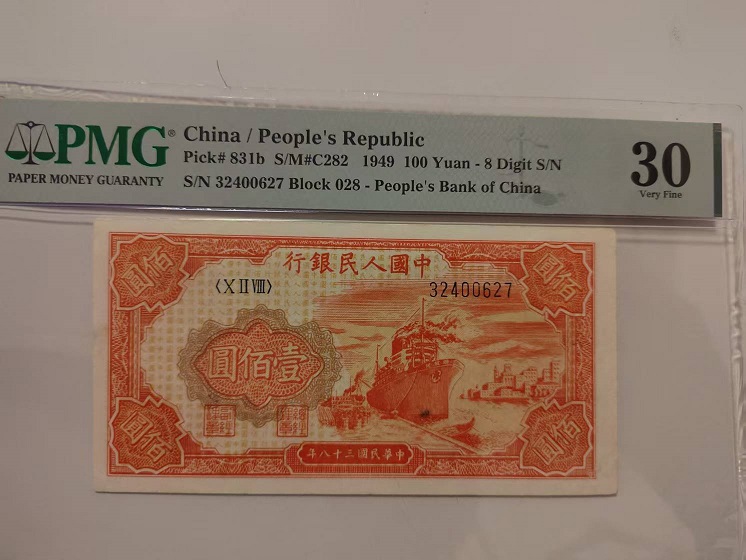 PMG®
PAPER MONEY GUARANTY
China / People's Republic
Pick# 831b S/M#C282 1949 100 Yuan - 8 Digit S/N
S/N 32400627 Block 028 - People's Bank of China
30
Very Fine
行銀民人國中
佰圓
佰圓
〈X II VIII〉
32400627
圓佰壹
佰圓
佰圓
年八十三國民華中